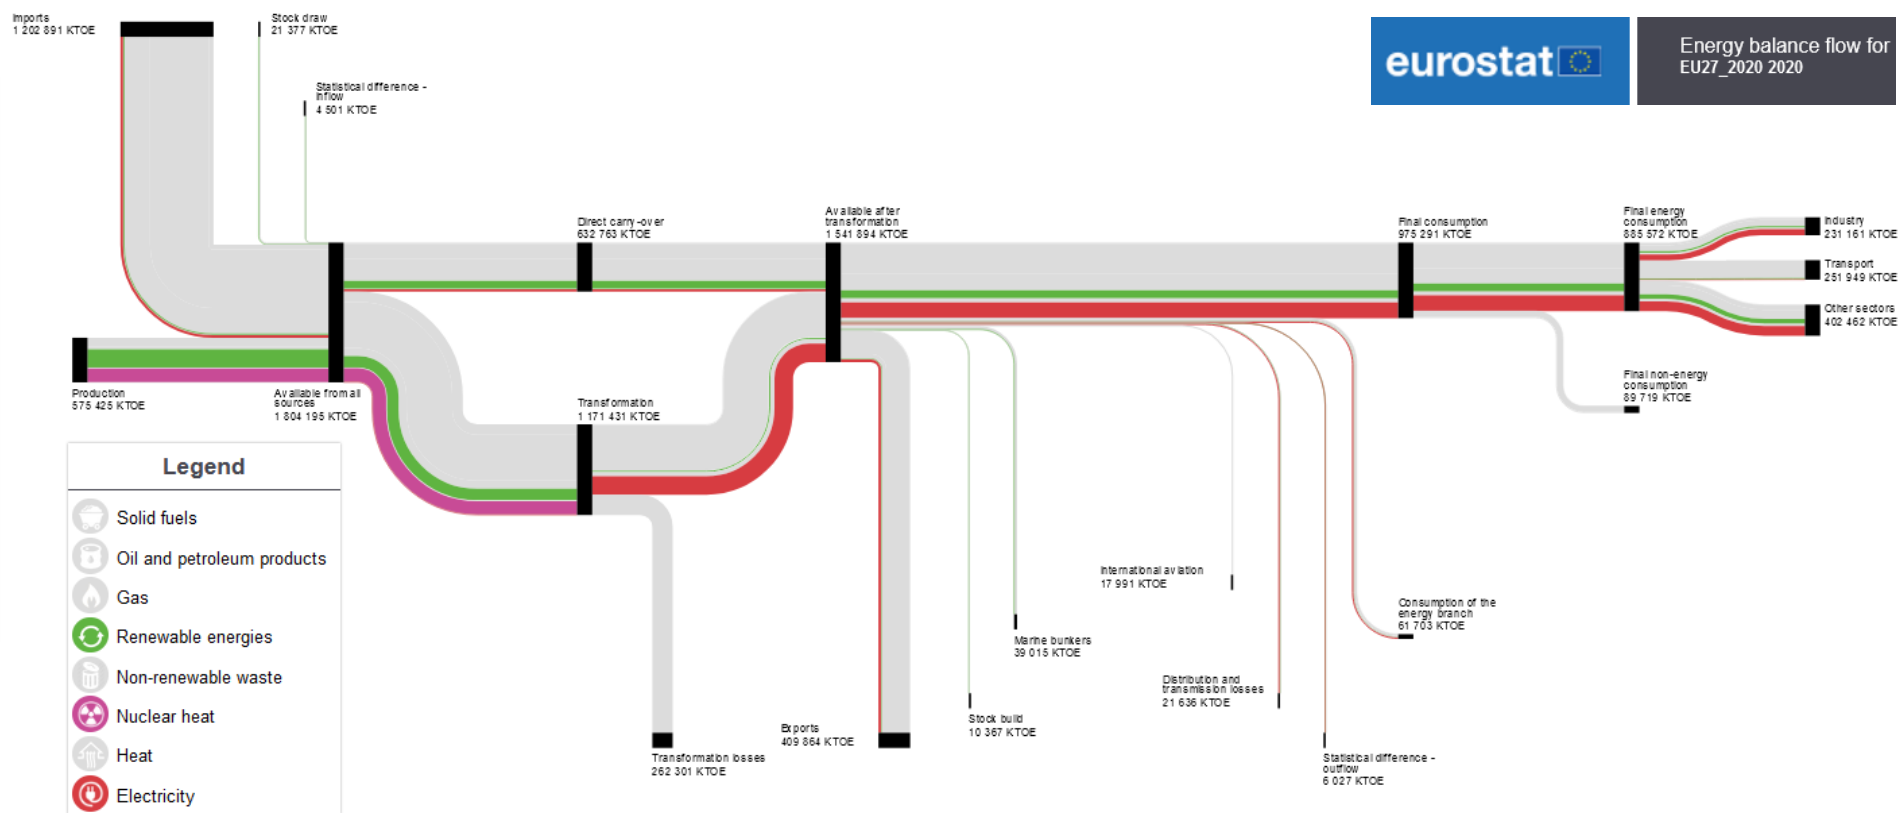 Imports
1 202 891 KTOE
Stock draw
21 377 KTOE
Statistical difference -
inflow
4 501 KTOE
eurostat
Energy balance flow for
EU27_2020 2020
Direct carry-over
632 763 KTOE
Available after
transformation
1 541 894 KTOE
Final consumption
975 291 KTOE
Final energy
consumption
885 572 KTOE
Industry
231 161 KTOE
Transport
251 949 KTOE
Other sectors
402 462 KTOE
Production
575 425 KTOE
Available from all
sources
1 804 195 KTOE
Transformation
1 171 431 KTOE
Final non-energy
consumption
89 719 KTOE
Legend
Solid fuels
Oil and petroleum products
Gas
Renewable energies
Non-renewable waste
Nuclear heat
Heat
Electricity
International aviation
17 991 KTOE
Consumption of the
energy branch
61 703 KTOE
Marine bunkers
39 015 KTOE
Distribution and
transmission losses
21 636 KTOE
Stock build
10 367 KTOE
Exports
409 864 KTOE
Transformation losses
262 301 KTOE
Statistical difference -
outflow
6 027 KTOE